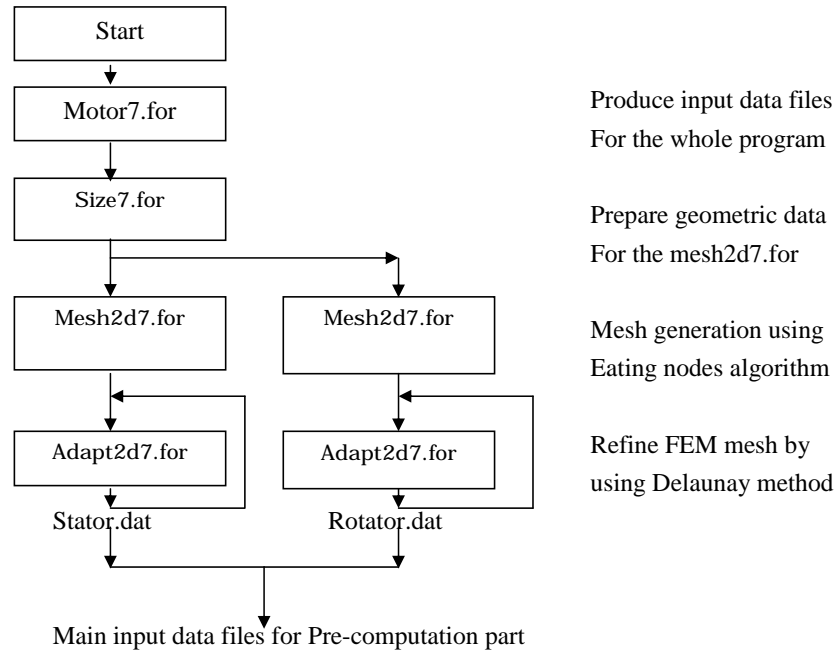 Start
Motor7.for
Produce input data files
For the whole program
Size7.for
Prepare geometric data
For the mesh2d7.for
Mesh2d7.for
Mesh2d7.for
Mesh generation using
Eating nodes algorithm
Adapt2d7.for
Adapt2d7.for
Refine FEM mesh by
using Delaunay method
Stator.dat
Rotator.dat
Main input data files for Pre-computation part